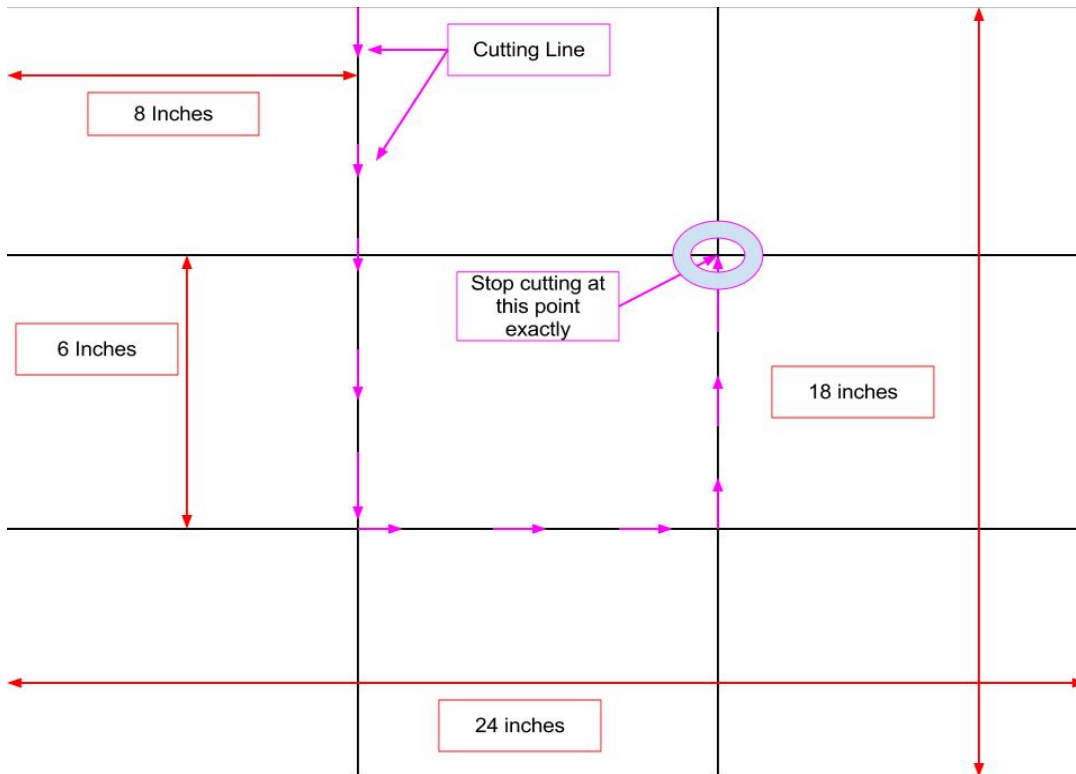 Cutting Line
8 Inches
Stop cutting at
this point
exactly
6 Inches
18 inches
24 inches